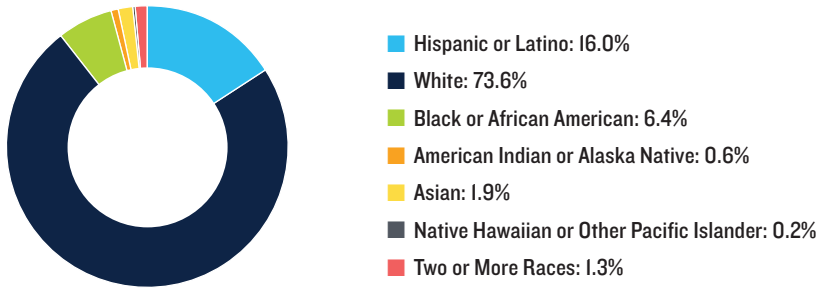 Hispanic or Latino: 16.0%
White: 73.6%
Black or African American: 6.4%
American Indian or Alaska Native: 0.6%
Asian: 1.9%
Native Hawaiian or Other Pacific Islander: 0.2%
Two or More Races: 1.3%